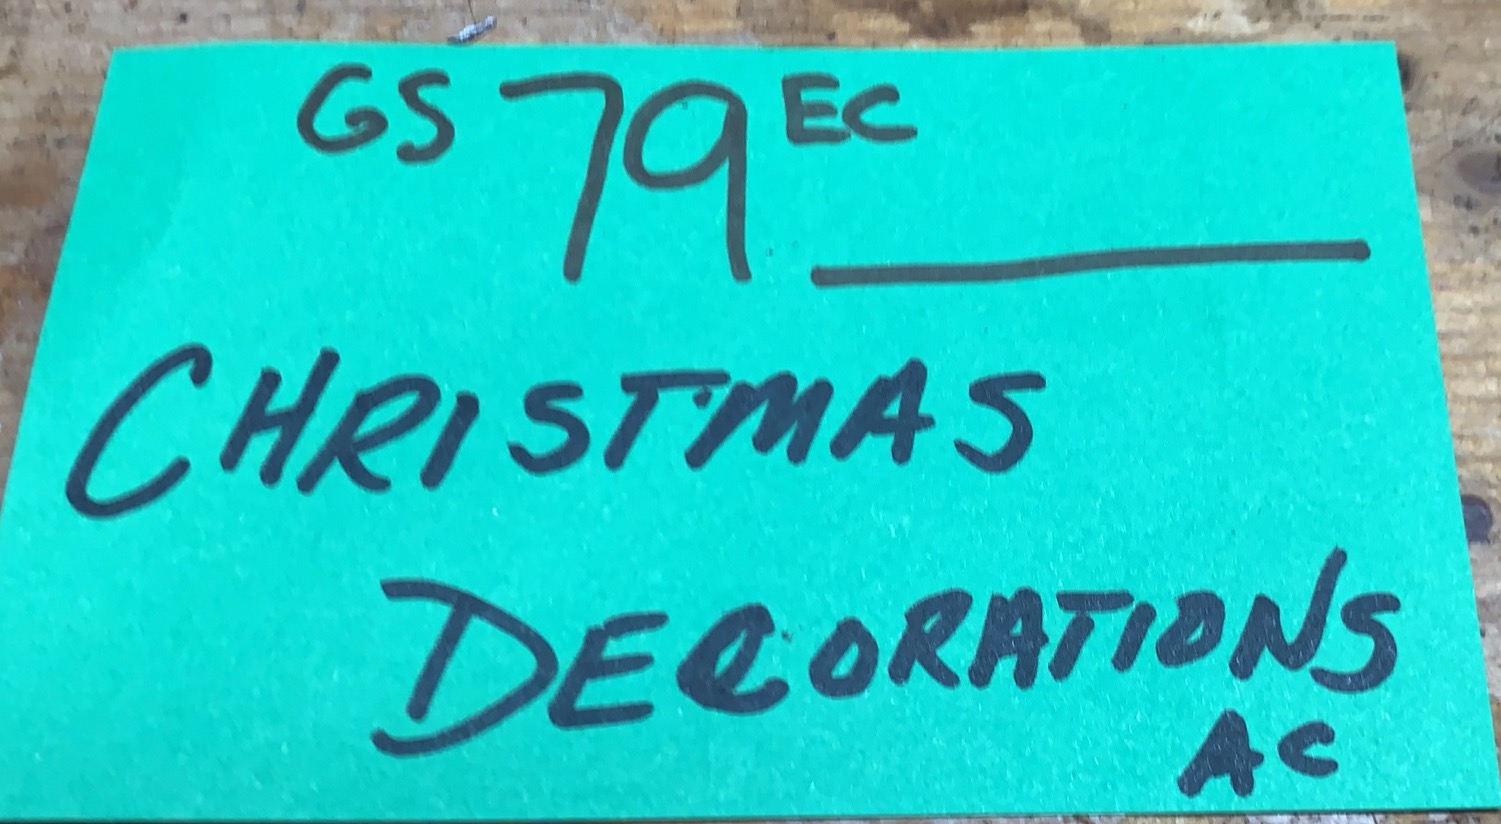 GS 79 EC
CHRISTMAS
DECORATIONS
AC